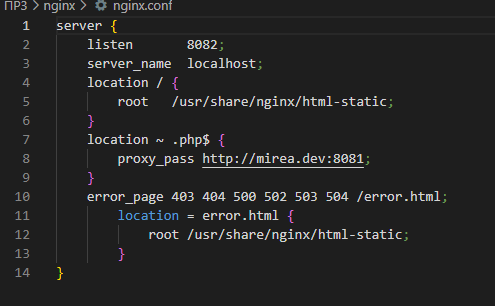 ПР3 > nginx > nginx.conf
1 server {
2     listen       8082;
3     server_name  localhost;
4     location / {
5         root   /usr/share/nginx/html-static;
6     }
7     location ~ .php$ {
8         proxy_pass http://mirea.dev:8081;
9     }
10     error_page 403 404 500 502 503 504 /error.html;
11         location = error.html {
12             root /usr/share/nginx/html-static;
13         }
14 }